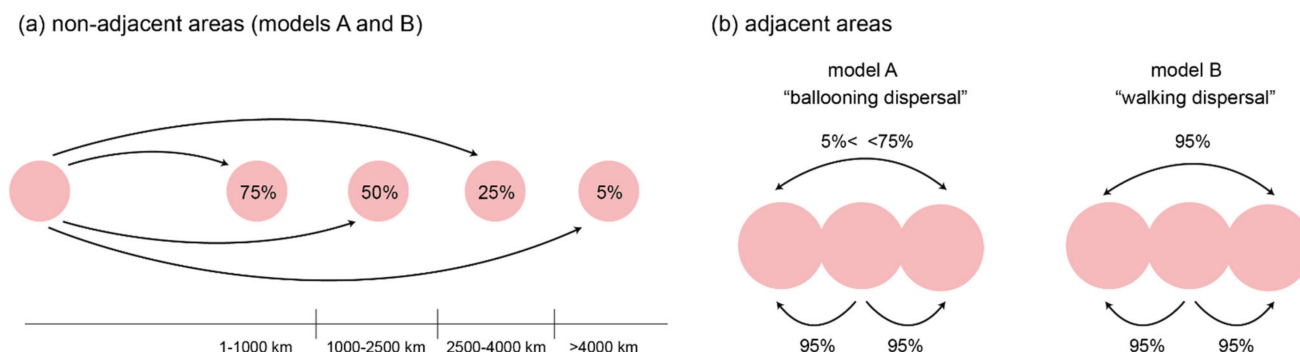 (a) non-adjacent areas (models A and B)
75%
50%
25%
5%
1-1000 km
1000-2500 km
2500-4000 km
>4000 km
(b) adjacent areas
model A
“ballooning dispersal”
5%< <75%
95%
95%
model B
“walking dispersal”
95%
95%
95%